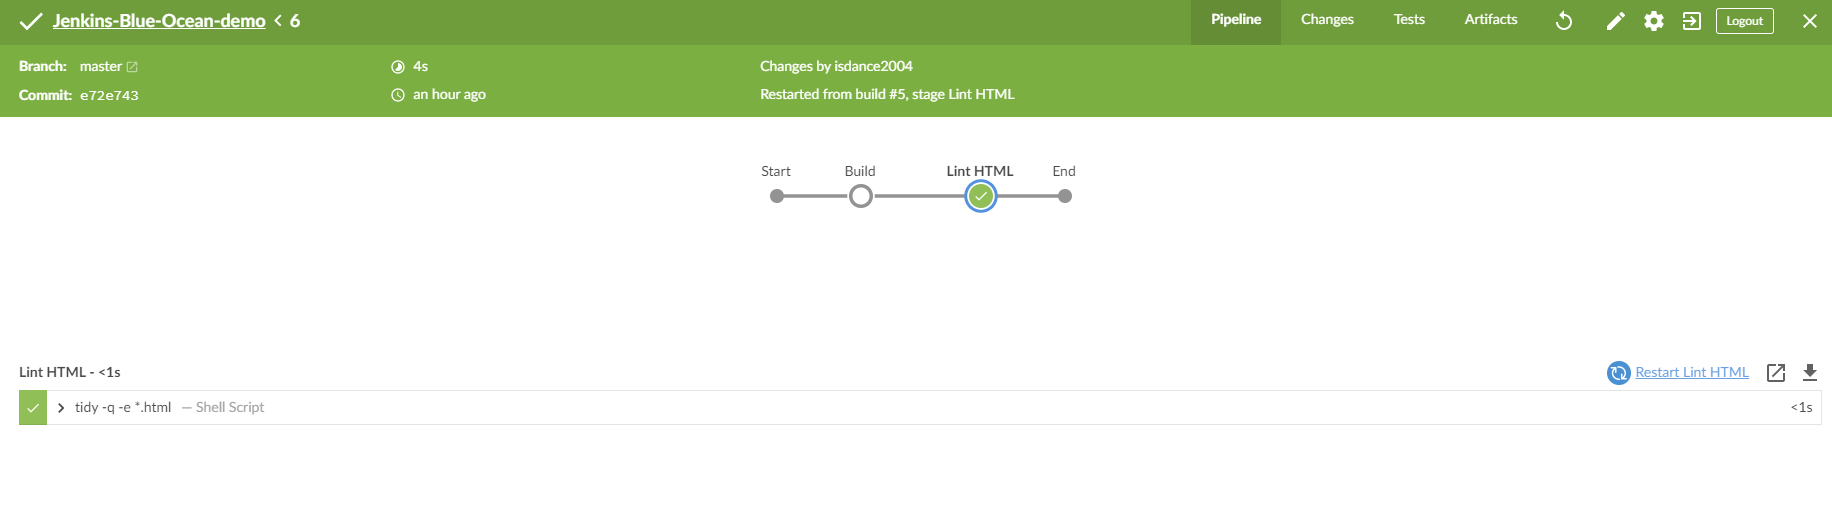 Jenkins-Blue-Ocean-demo < 6
Pipeline Changes Tests Artifacts Logout
Branch: master 4s Changes by isdance2004
Commit: e72e743 an hour ago Restarted from build #5, stage Lint HTML
Start Build Lint HTML End
Lint HTML - <1s Restart Lint HTML
tidy -q -e *.html — Shell Script <1s